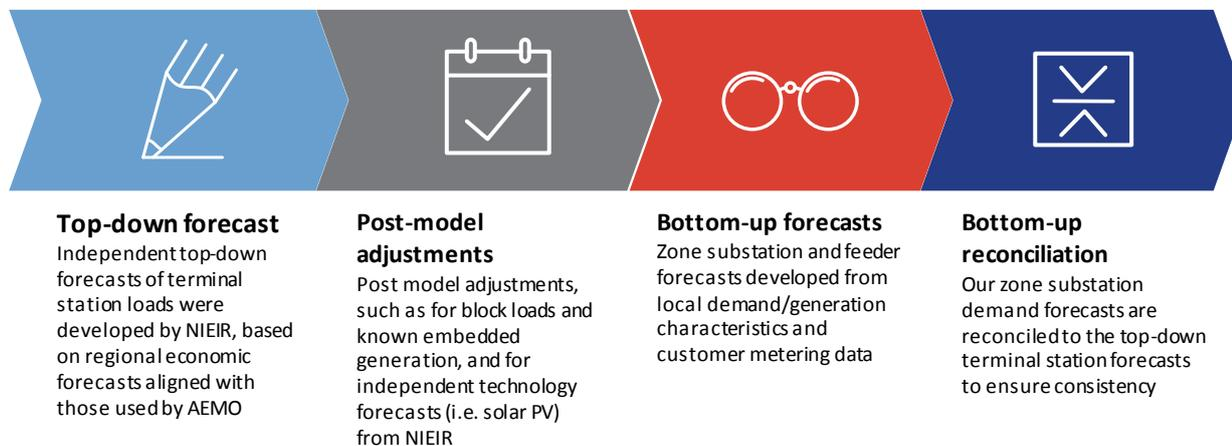 Top-down forecast
Independent top-down
forecasts of terminal
station loads were
developed by NIEIR, based
on regional economic
forecasts aligned with
those used by AEMO
Post-model
adjustments
Post model adjustments,
such as for block loads and
known embedded
generation, and for
independent technology
forecasts (i.e. solar PV)
from NIEIR
Bottom-up forecasts
Zone substation and feeder
forecasts developed from
local demand/generation
characteristics and
customer metering data
Bottom-up
reconciliation
Our zone substation
demand forecasts are
reconciled to the top-down
terminal station forecasts
to ensure consistency